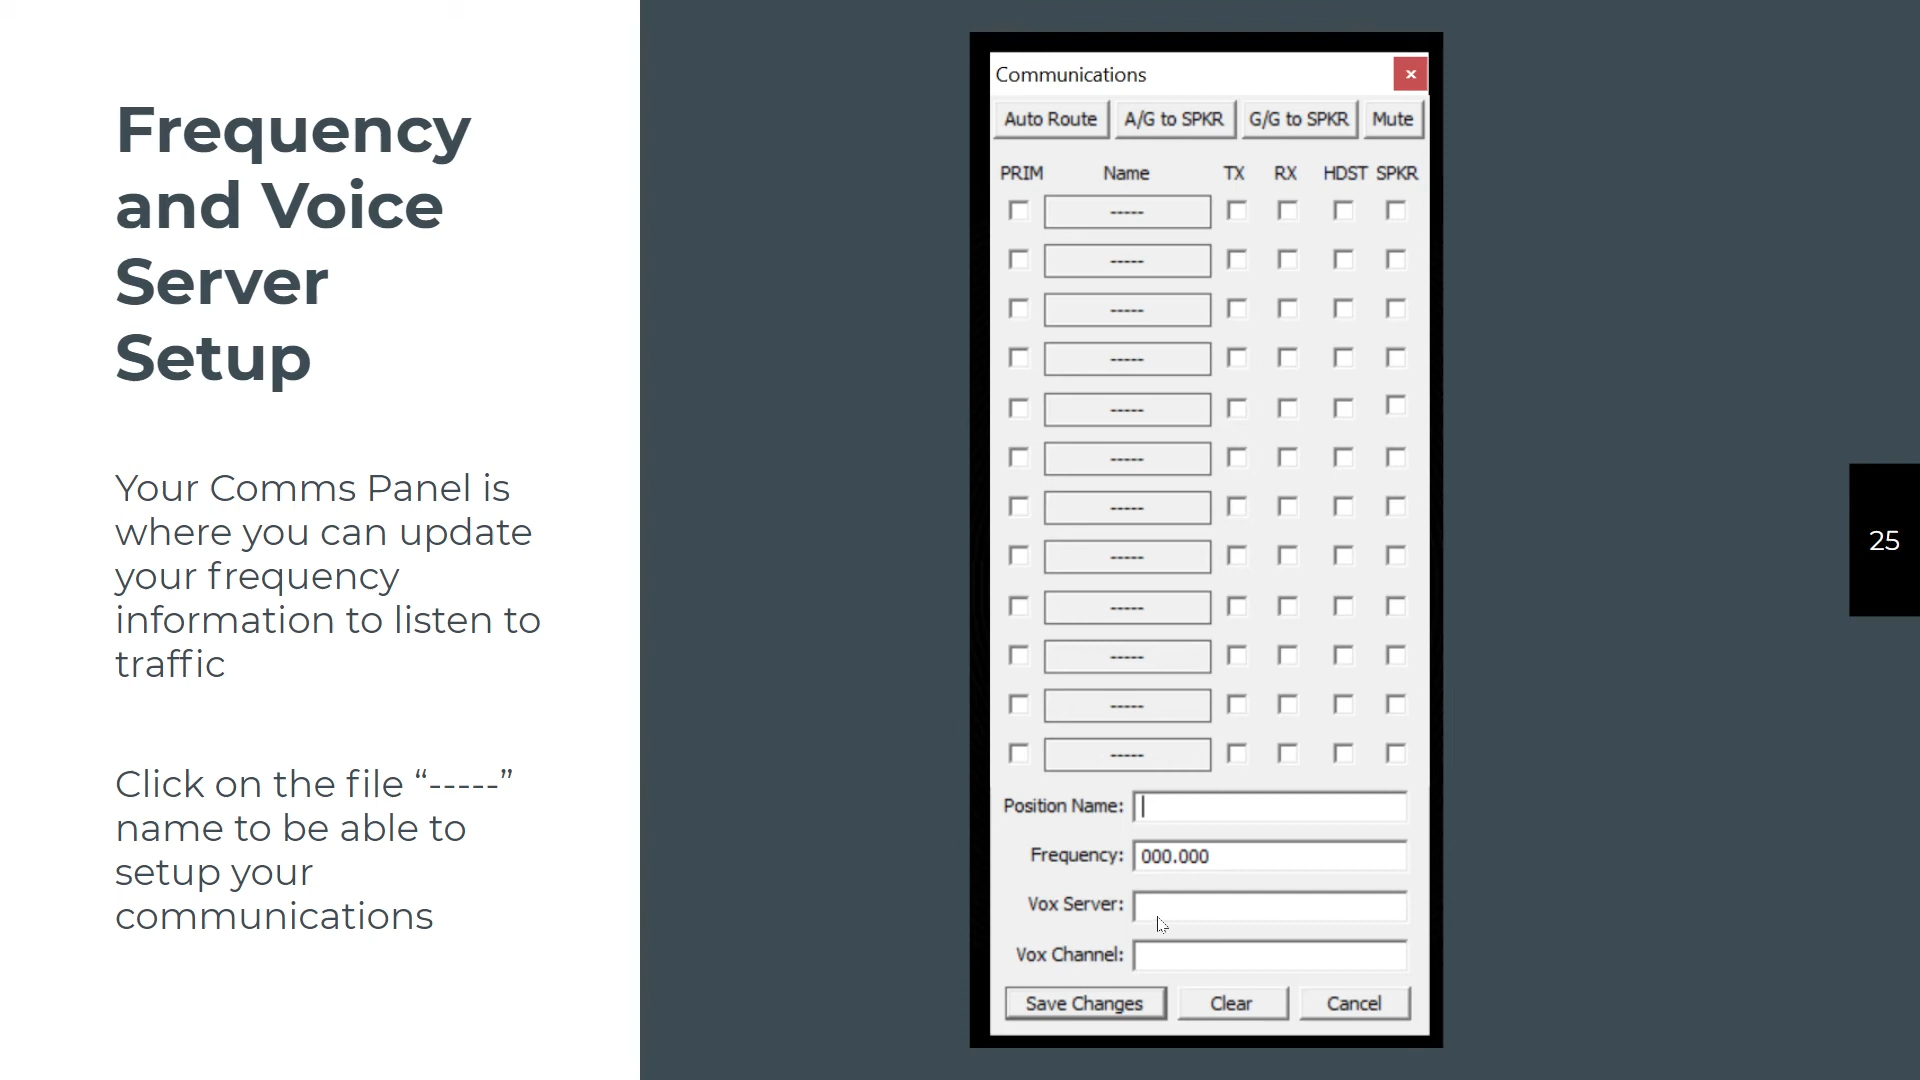 Frequency
and Voice
Server
Setup
Your Comms Panel is
where you can update
your frequency
information to listen to
traffic
Click on the file “-----”
name to be able to
setup your
communications
Communications
x
Auto Route A/G to SPKR G/G to SPKR Mute
PRIM Name TX RX HDST SPKR
-----
-----
-----
-----
-----
-----
-----
-----
-----
-----
-----
-----
Position Name:
Frequency: 000.000
Vox Server:
Vox Channel:
Save Changes Clear Cancel
25